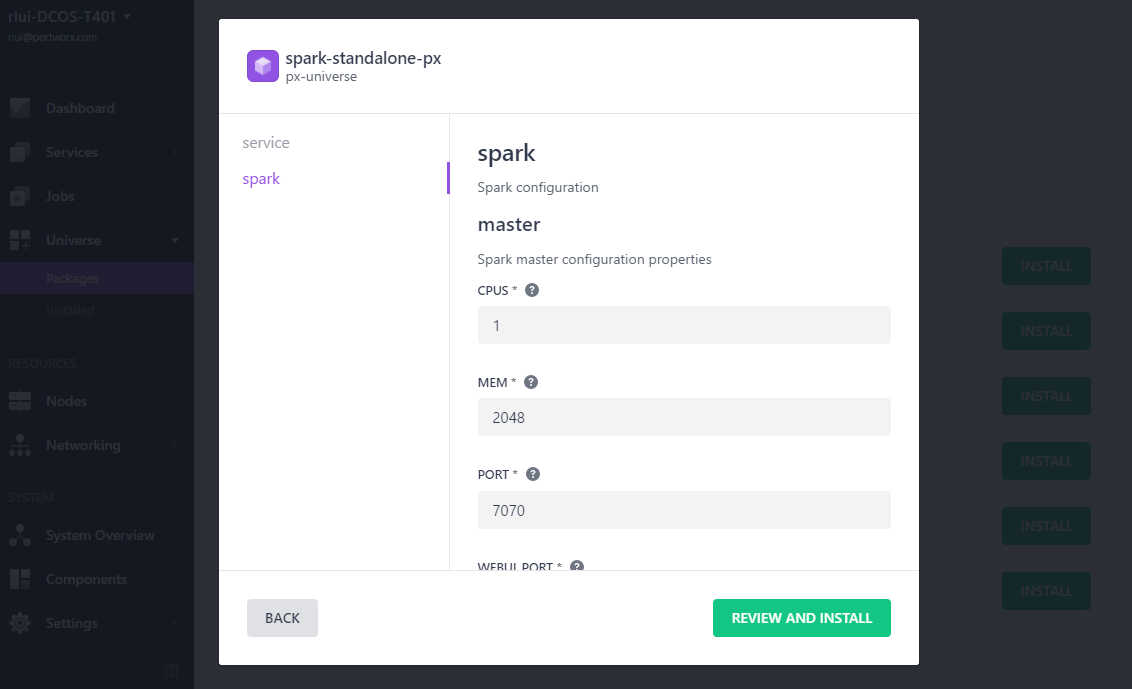 rlui-DCOS-T401
rlui@portworx.com
Dashboard
Services
Jobs
Universe
Packages
Installed
RESOURCES
Nodes
Networking
SYSTEM
System Overview
Components
Settings
spark-standalone-px
px-universe
service
spark
spark
Spark configuration
master
Spark master configuration properties
CPUS * ?
1
MEM * ?
2048
PORT * ?
7070
WEBUI PORT * ?
BACK
REVIEW AND INSTALL
INSTALL
INSTALL
INSTALL
INSTALL
INSTALL
INSTALL